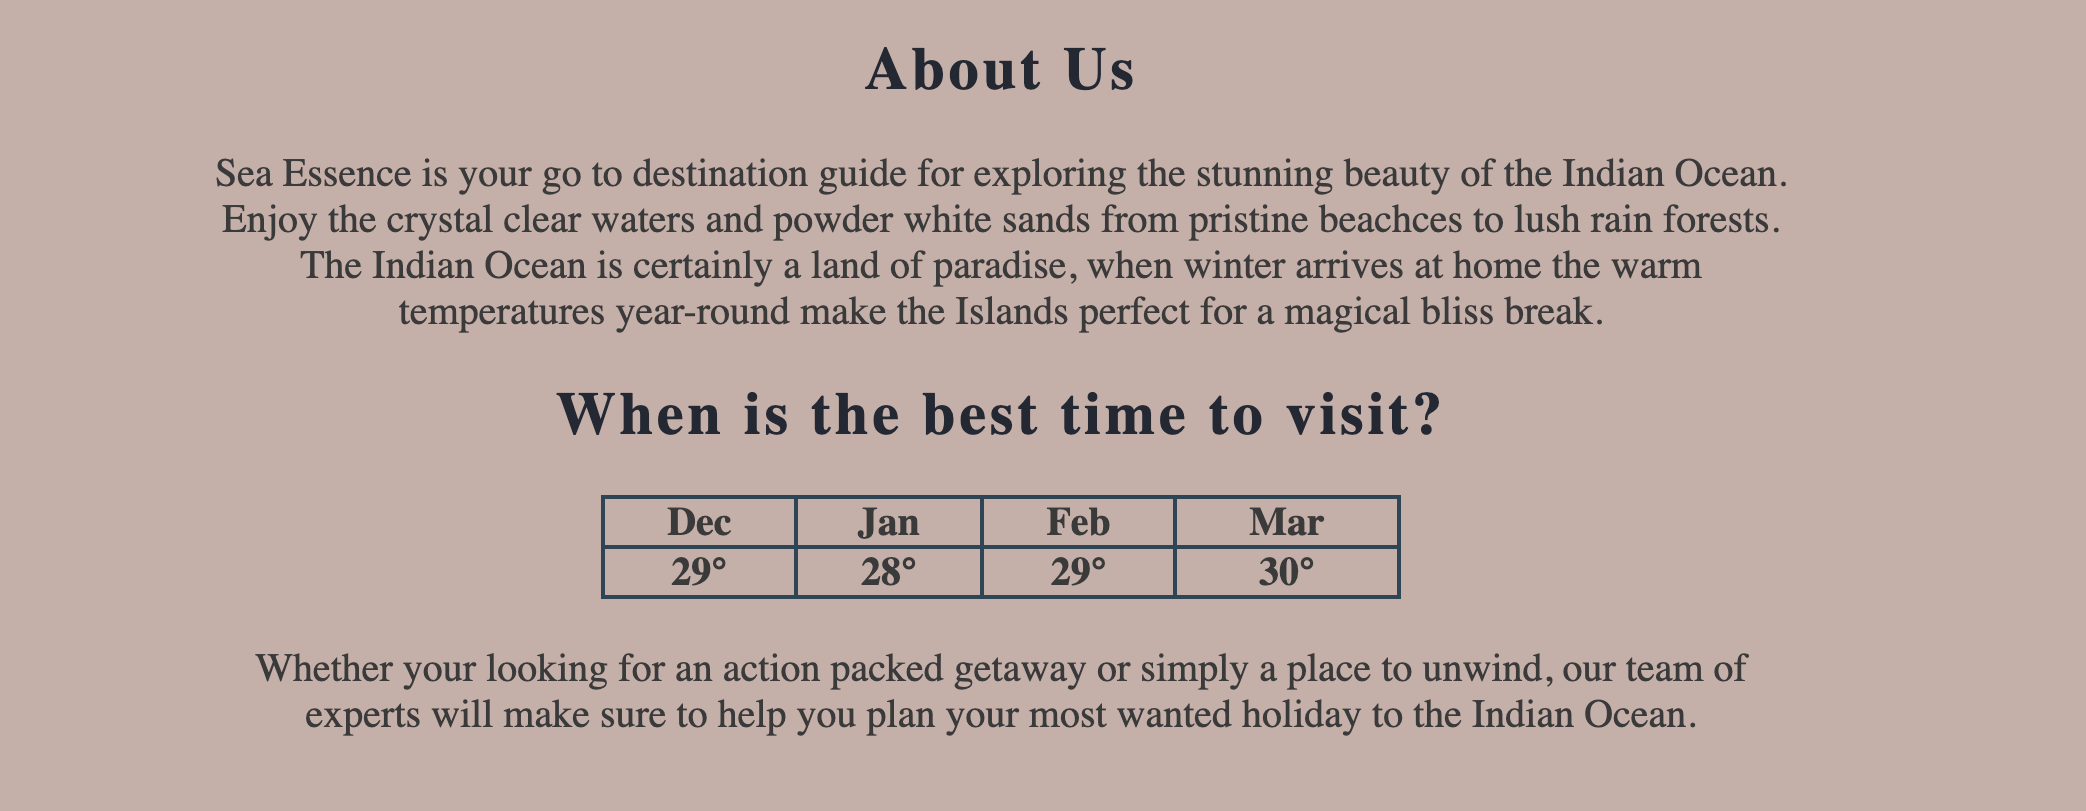 About Us
Sea Essence is your go to destination guide for exploring the stunning beauty of the Indian Ocean.
Enjoy the crystal clear waters and powder white sands from pristine beachces to lush rain forests.
The Indian Ocean is certainly a land of paradise, when winter arrives at home the warm
temperatures year-round make the Islands perfect for a magical bliss break.
When is the best time to visit?
Dec Jan Feb Mar
29° 28° 29° 30°
Whether your looking for an action packed getaway or simply a place to unwind, our team of
experts will make sure to help you plan your most wanted holiday to the Indian Ocean.